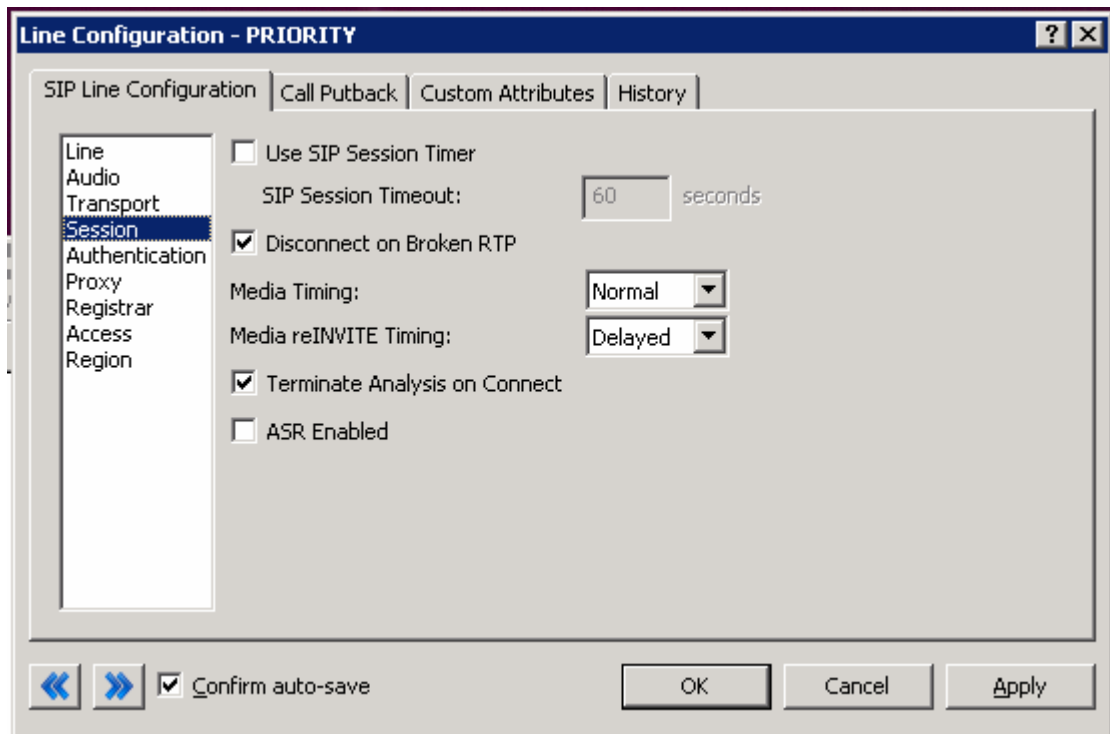 Line Configuration - PRIORITY
SIP Line Configuration
Call Putback
Custom Attributes
History
Line
Audio
Transport
Session
Authentication
Proxy
Registrar
Access
Region
Use SIP Session Timer
SIP Session Timeout: 60 seconds
Disconnect on Broken RTP
Media Timing: Normal
Media reINVITE Timing: Delayed
Terminate Analysis on Connect
ASR Enabled
Confirm auto-save
OK
Cancel
Apply